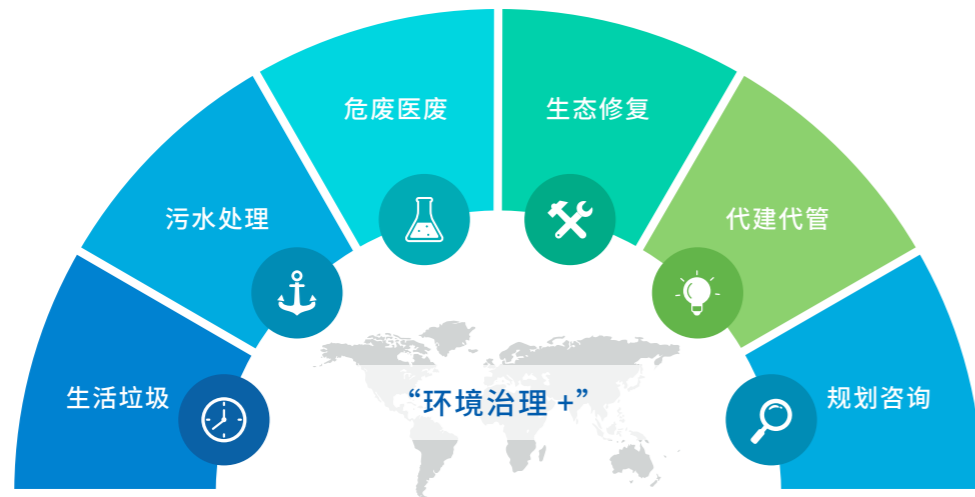 危废医废
生态修复
污水处理
代建代管
生活垃圾
规划咨询
“环境治理 +”